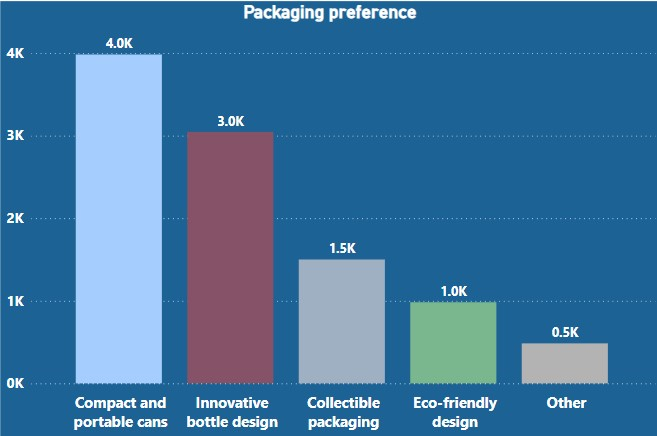 Packaging preference
4K
3K
2K
1K
0K
4.0K
3.0K
1.5K
1.0K
0.5K
Compact and
portable cans
Innovative
bottle design
Collectible
packaging
Eco-friendly
design
Other